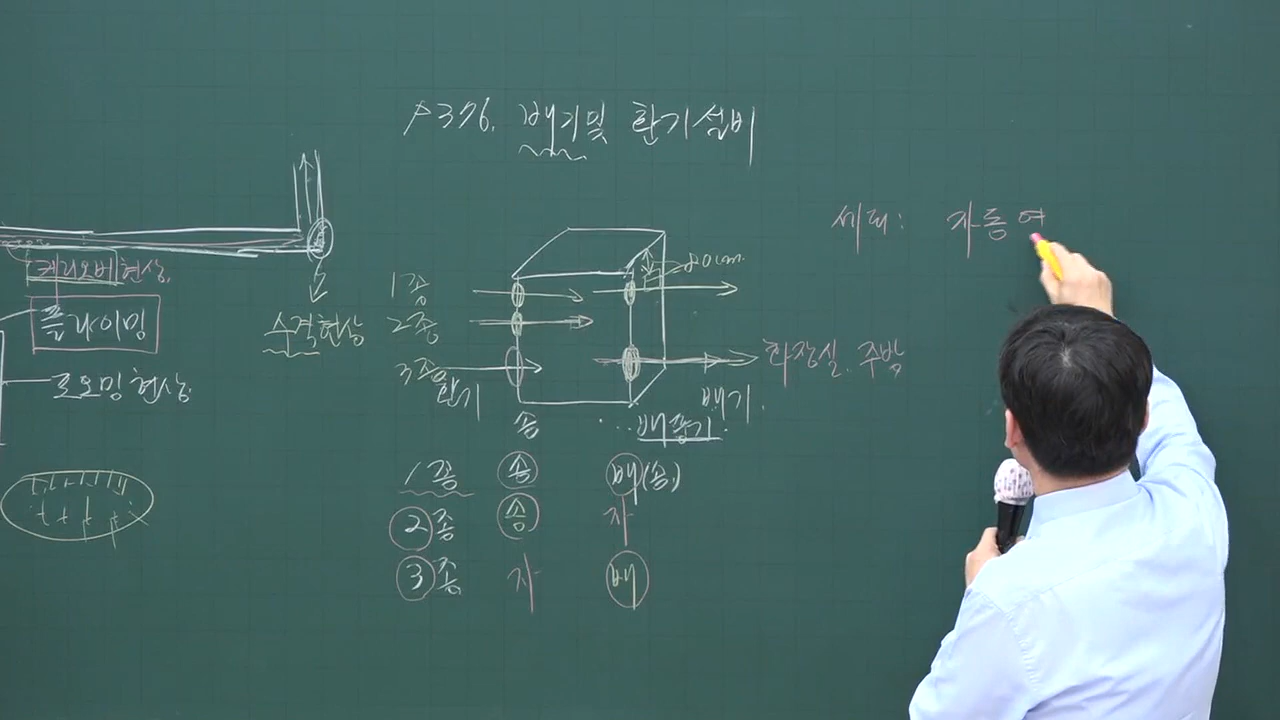 P376. 배기및 환기설비
세대: 자동여
캐리오버현상,
플라이밍
포오밍현상.
수격현상
80cm
1종
2종
3종
환기
화장실. 주방
배기.
송
배풍기
1종 송 배(송)
2종 송 자
3종 자 배